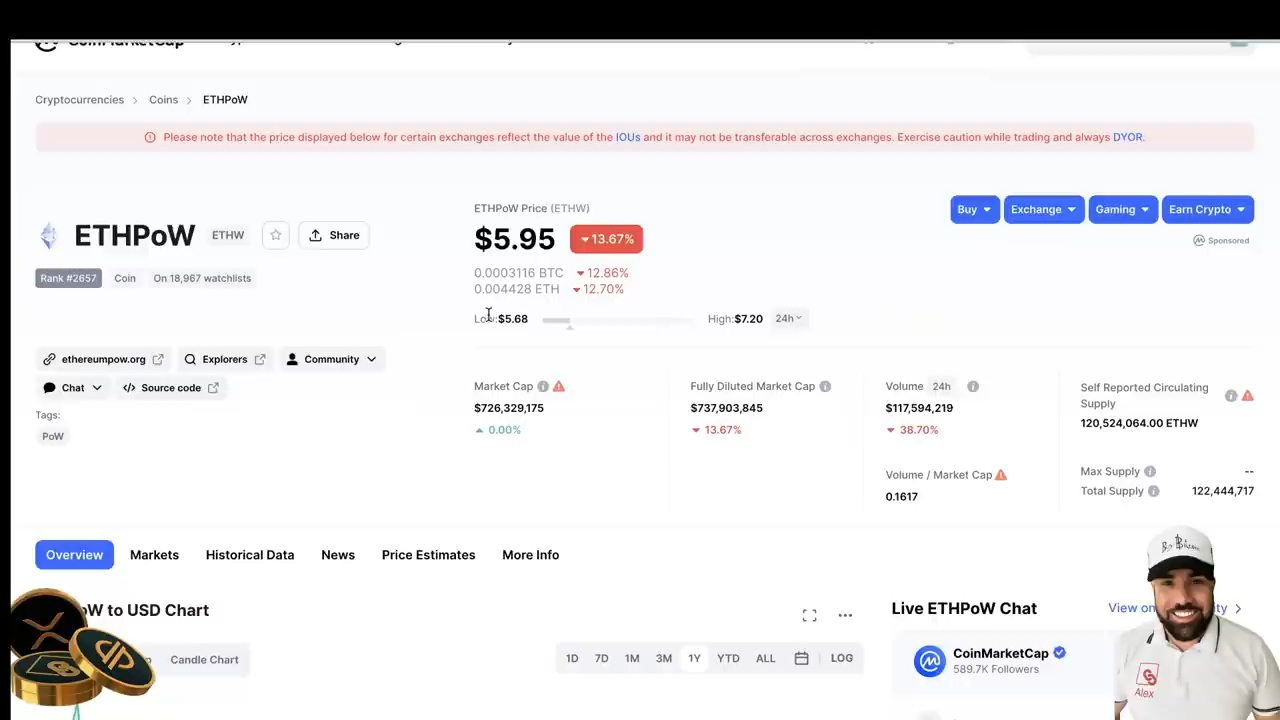 CoinMarketCap
Cryptocurrencies > Coins > ETHPoW
Please note that the price displayed below for certain exchanges reflect the value of the IOUs and it may not be transferable across exchanges. Exercise caution while trading and always DYOR.
ETHPoW ETHW Share
Rank #2657 Coin On 18,967 watchlists
ethereumpow.org Explorers Community
Chat Source code
Tags:
PoW
ETHPoW Price (ETHW)
$5.95 13.67%
0.0003116 BTC 12.86%
0.004428 ETH 12.70%
Low:$5.68 High:$7.20 24h
Buy Exchange Gaming Earn Crypto
Sponsored
Market Cap
$726,329,175
0.00%
Fully Diluted Market Cap
$737,903,845
13.67%
Volume 24h
$117,594,219
38.70%
Volume / Market Cap
0.1617
Self Reported Circulating
Supply
120,524,064.00 ETHW
Max Supply --
Total Supply 122,444,717
Overview Markets Historical Data News Price Estimates More Info
oW to USD Chart
Candle Chart
1D 7D 1M 3M 1Y YTD ALL LOG
Live ETHPoW Chat View on
CoinMarketCap
589.7K Followers
Alex